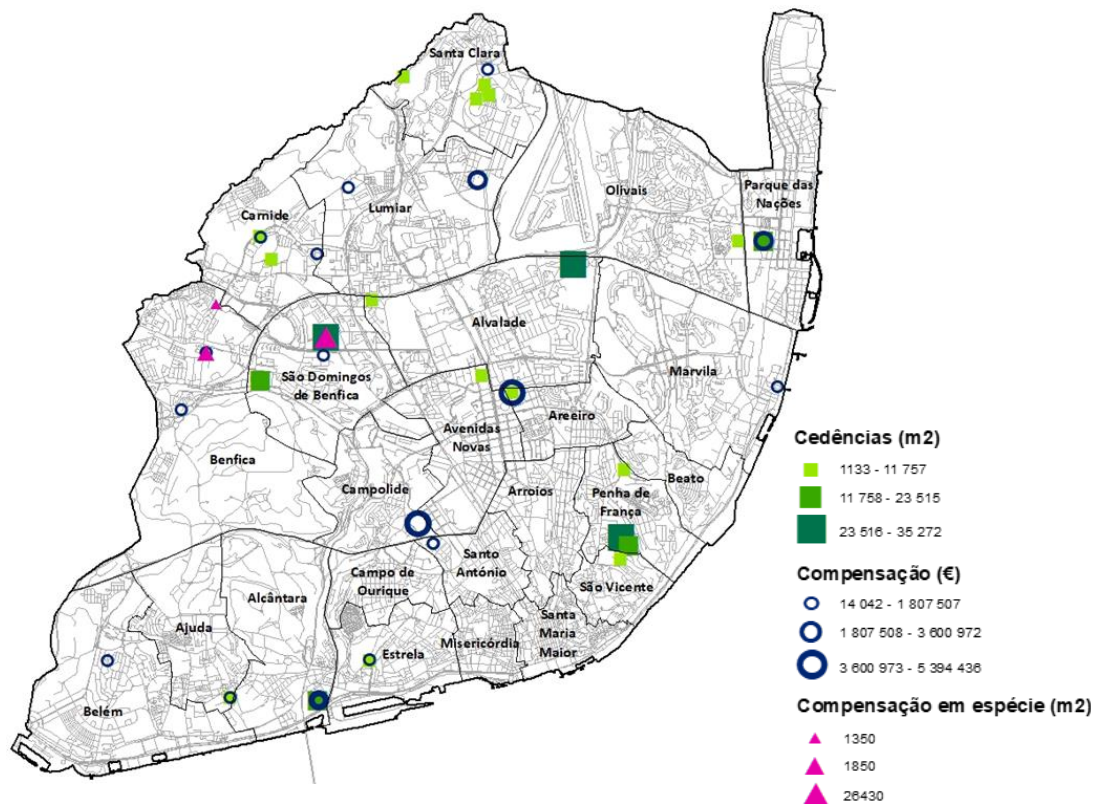 Santa Clara
Olivais
Parque das
Nações
Lumiar
Carnide
Alvalade
Marvila
São Domingos
de Benfica
Areeiro
Avenidas
Novas
Benfica
Campolide
Arroios
Penha de
França
Beato
Santo
António
Campo de
Ourique
São Vicente
Alcântara
Ajuda
Estrela
Misericórdia
Santa
Maria
Maior
Belém
Cedências (m2)
1133 - 11 757
11 758 - 23 515
23 516 - 35 272
Compensação (€)
14 042 - 1 807 507
1 807 508 - 3 600 972
3 600 973 - 5 394 436
Compensação em espécie (m2)
1350
1850
26430